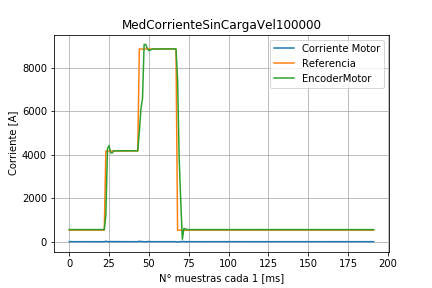 MedCorrienteSinCargaVel100000
Corriente Motor
Referencia
EncoderMotor
Corriente [A]
8000
6000
4000
2000
0
0 25 50 75 100 125 150 175 200
N° muestras cada 1 [ms]